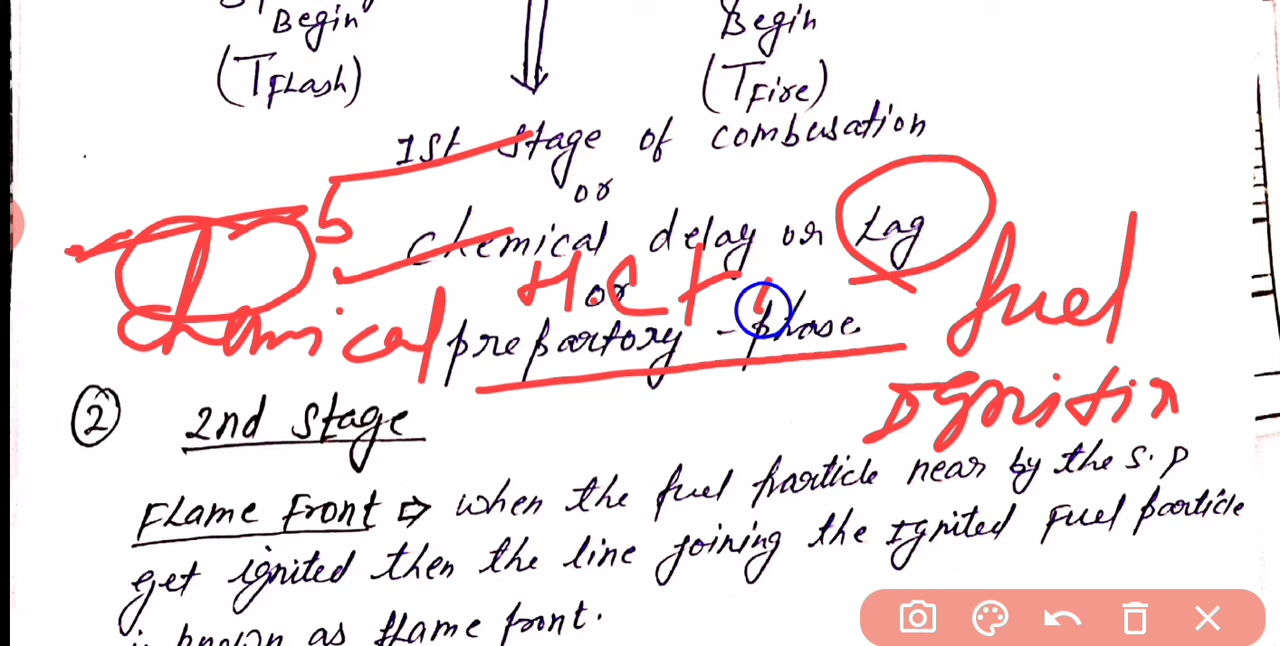 Begin Begin
(TFLash) (TFire)
1st stage of combusation
or
chemical delay or Lag
or
H.C.F
preparatory - phase fuel
Chemical
Ignition
② 2nd stage
FLame Front ⇨ when the fuel particle near by the S.P
get ignited then the line joining the Ignited Fuel particle
is known as flame front.